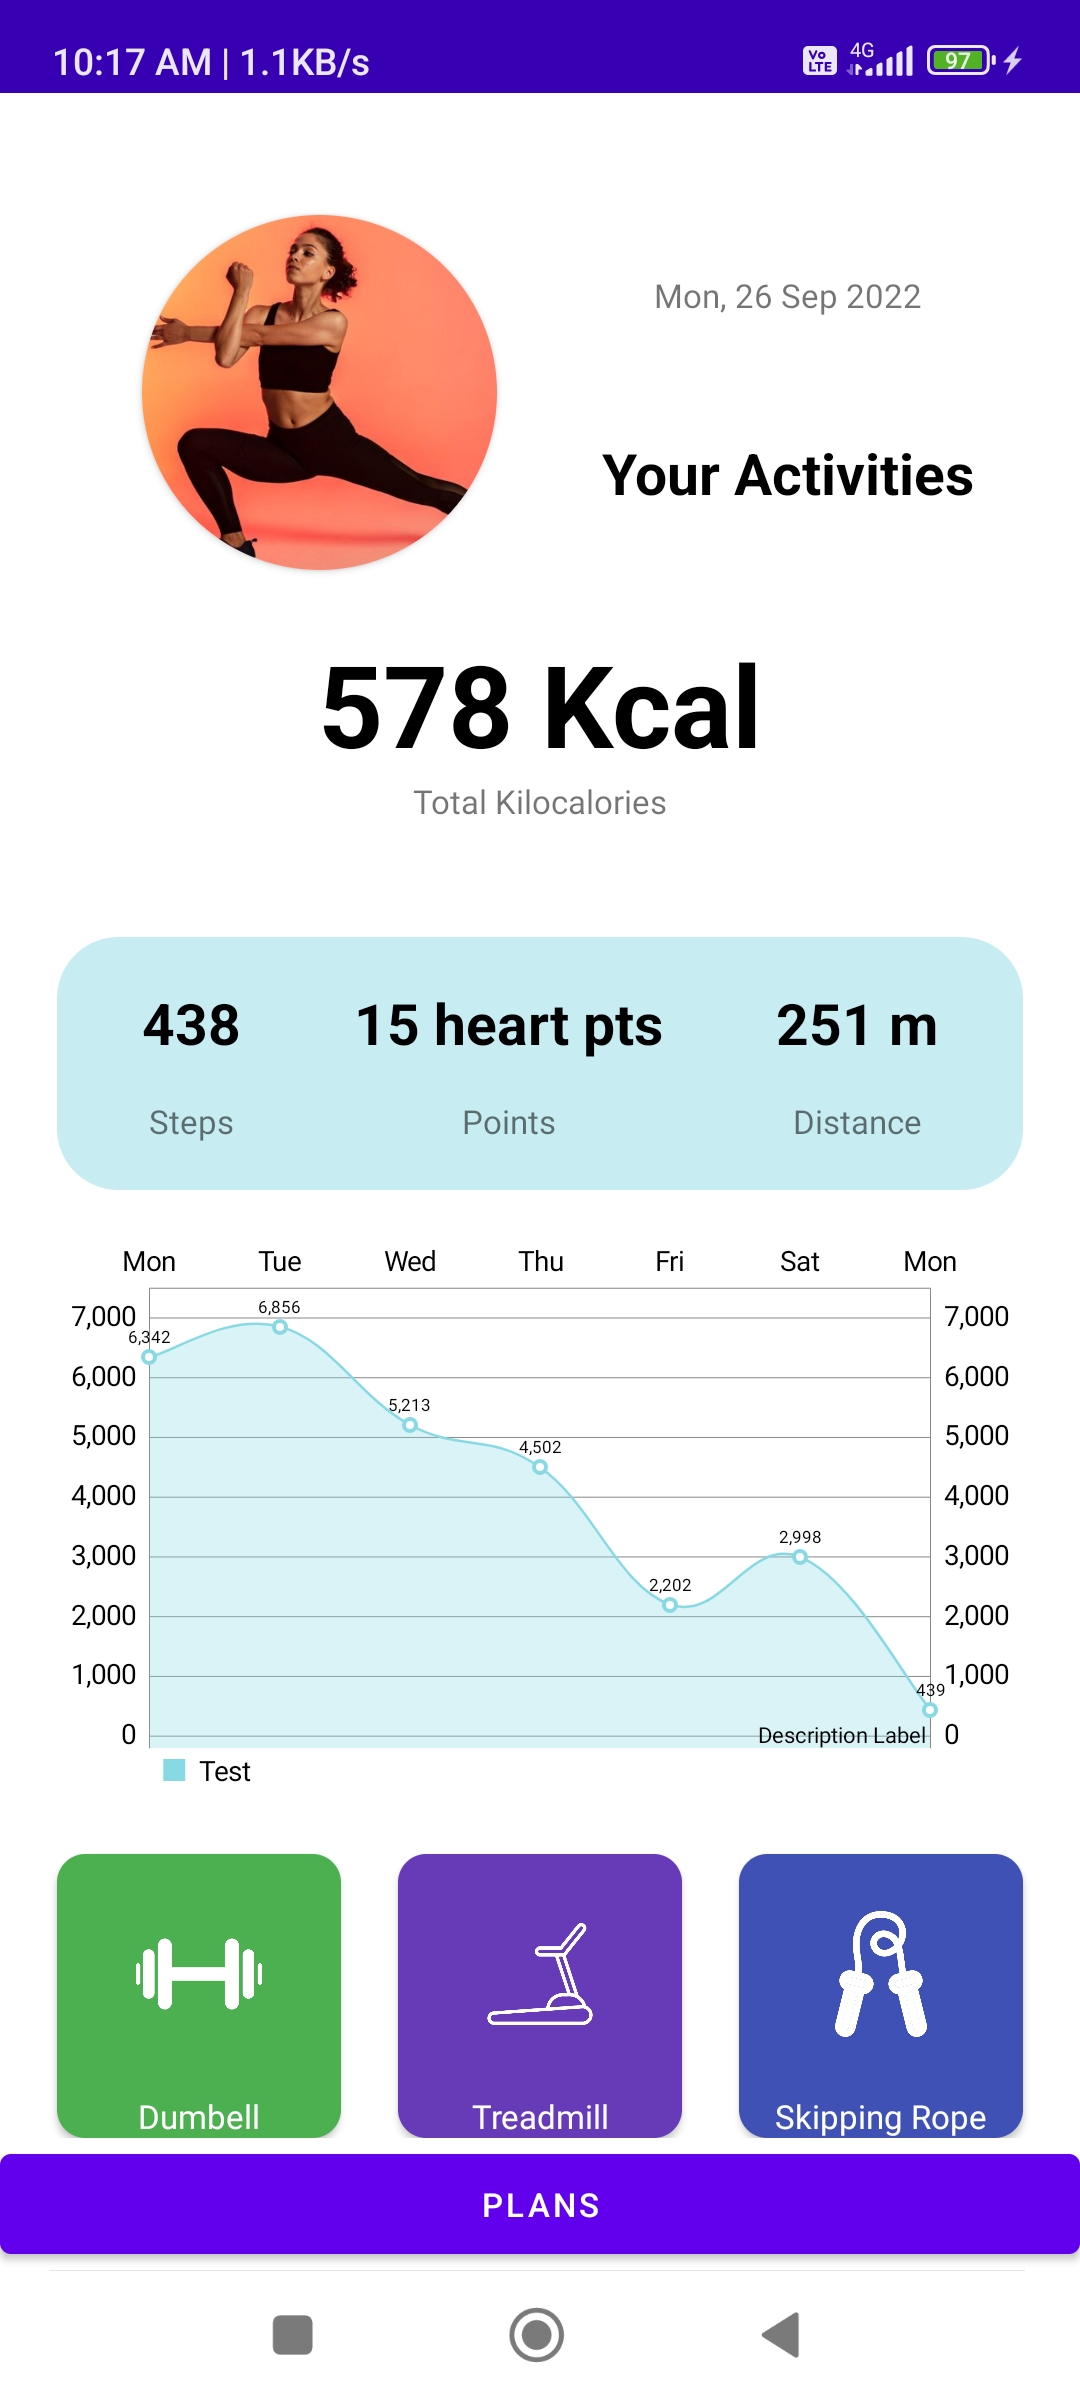 10:17 AM | 1.1KB/s
Vo LTE 4G 97
Mon, 26 Sep 2022
Your Activities
578 Kcal
Total Kilocalories
438 15 heart pts 251 m
Steps Points Distance
Mon Tue Wed Thu Fri Sat Mon
6,856
7,000 7,000
6,342
6,000 6,000
5,213
5,000 5,000
4,502
4,000 4,000
2,998
3,000 3,000
2,202
2,000 2,000
1,000 1,000
439
0 Description Label 0
Test
Dumbell Treadmill Skipping Rope
PLANS